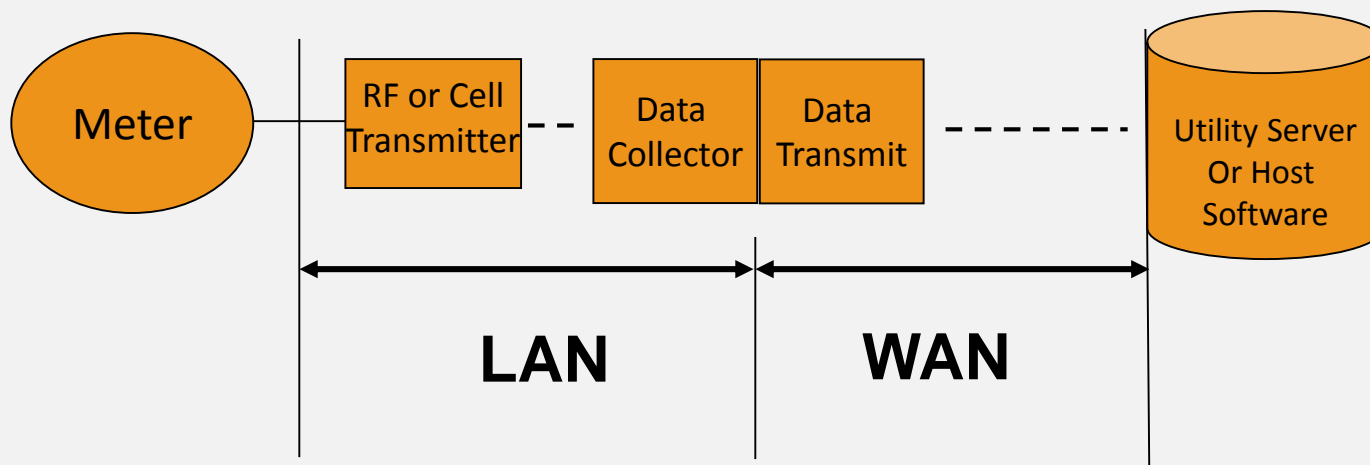 Meter
RF or Cell
Transmitter
Data
Collector
Data
Transmit
Utility Server
Or Host
Software
LAN
WAN